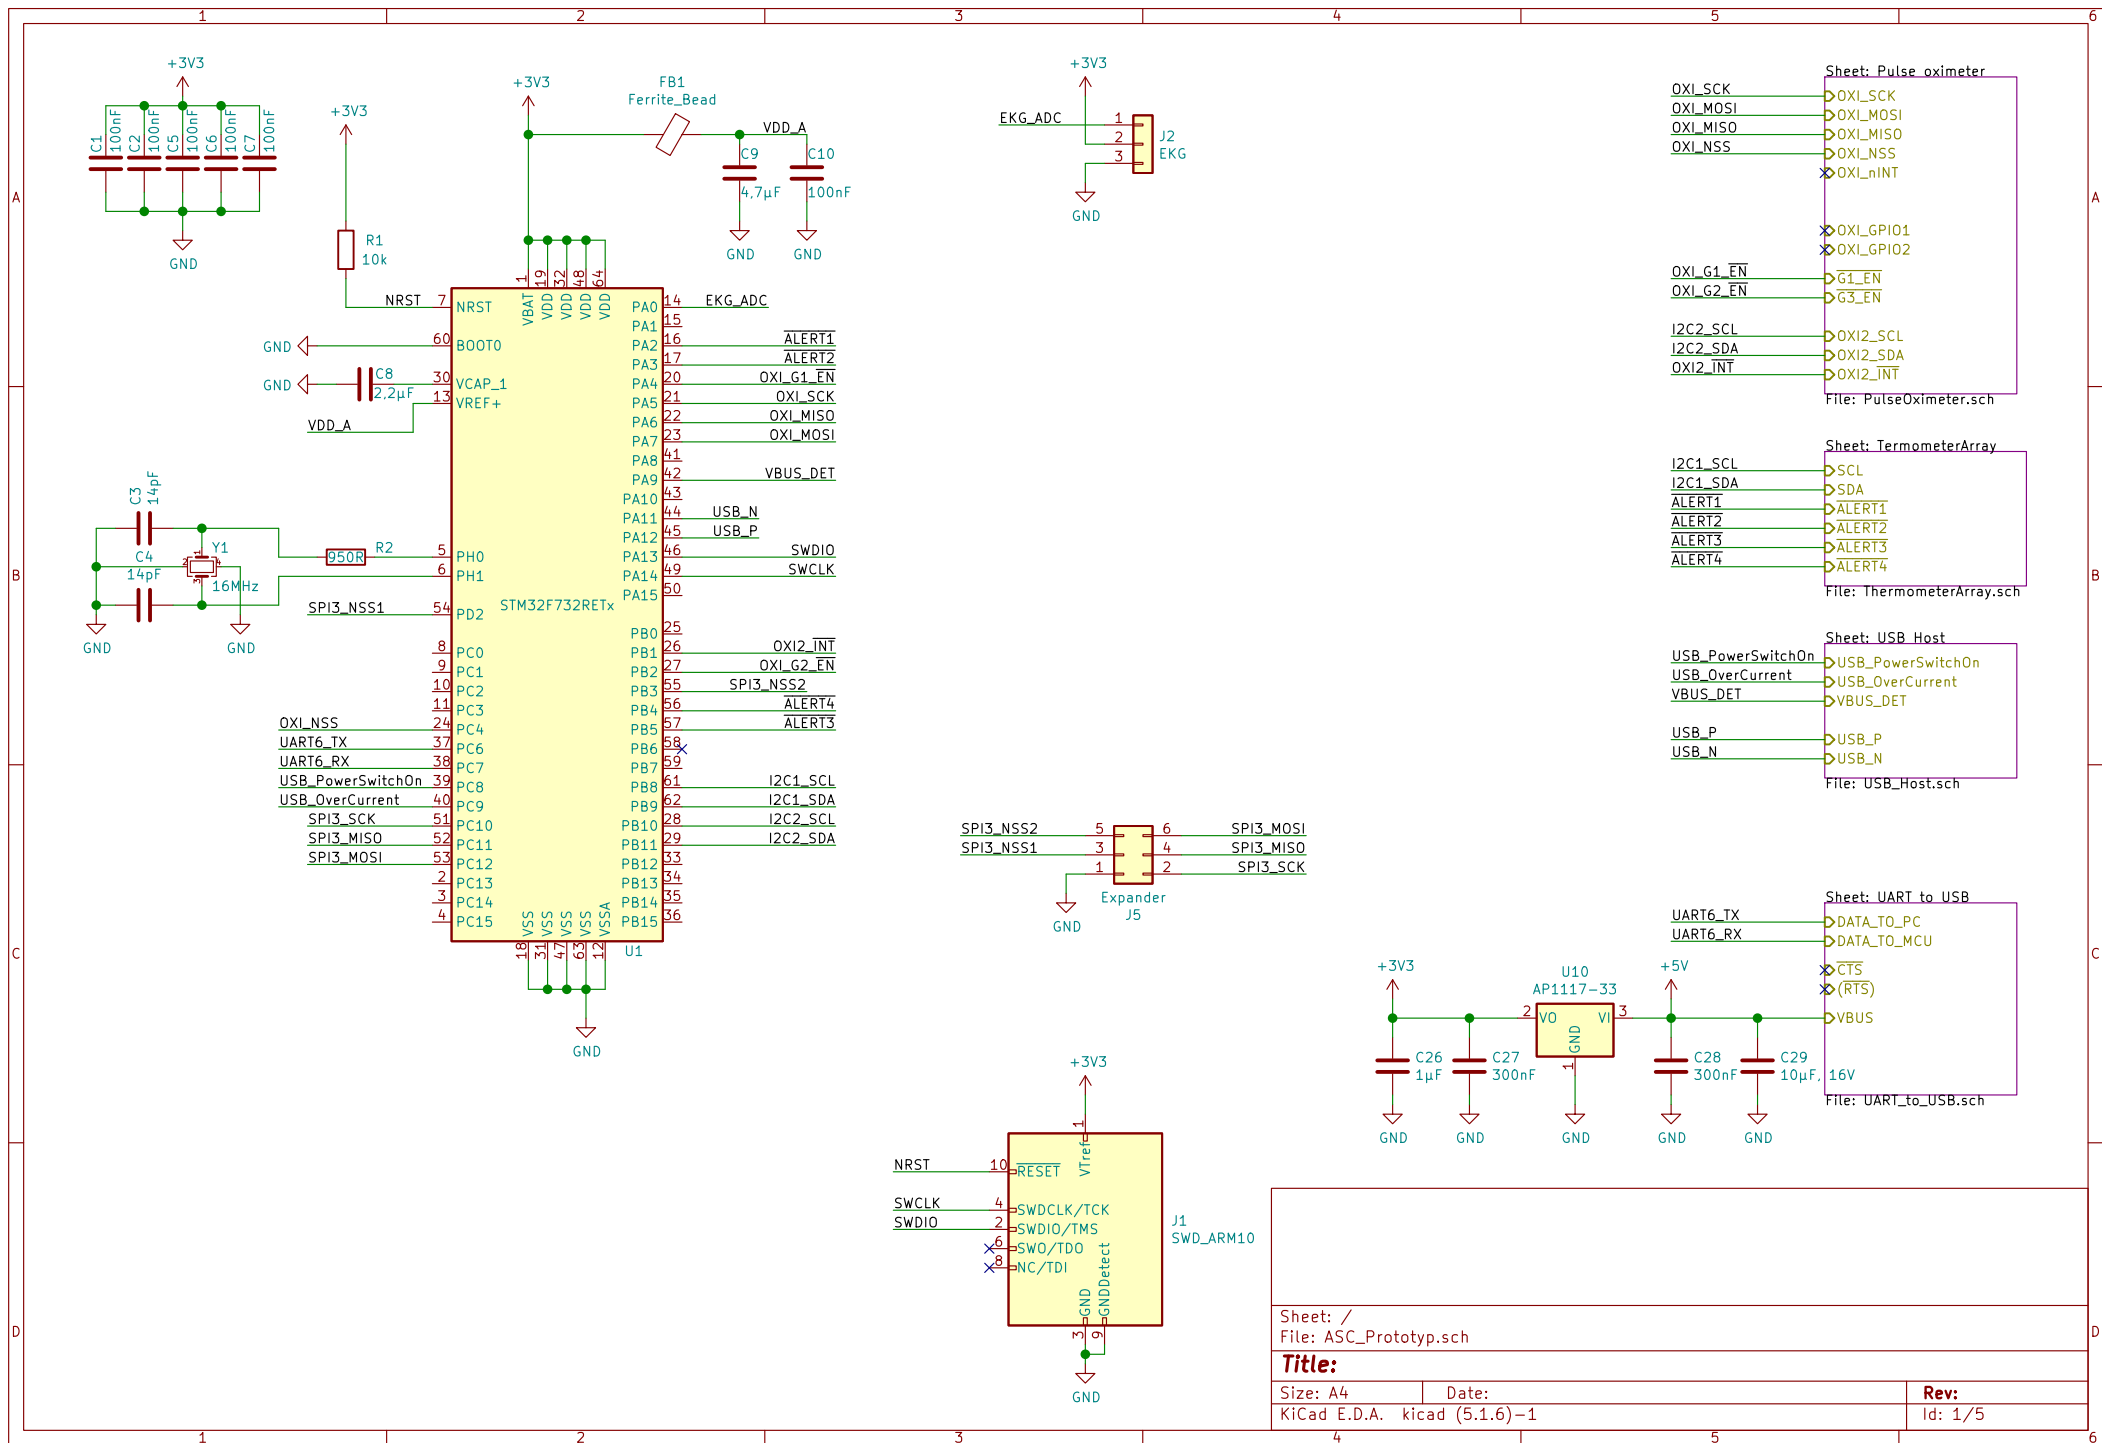 1 2 3 4 5 6
A
B
C
D
+3V3
C1 100nF
C2 100nF
C5 100nF
C6 100nF
C7 100nF
GND
+3V3
R1
10k
+3V3
FB1
Ferrite_Bead
VDD_A
C9
4,7µF
GND
C10
100nF
GND
NRST 7 NRST
GND 60 BOOT0
GND C8 2,2µF 30 VCAP_1
VDD_A 13 VREF+
1 VBAT
19 VDD
32 VDD
48 VDD
64 VDD
C3 14pF
C4
14pF
Y1
1
2
3
4
16MHz
GND
GND
950R R2
5 PH0
6 PH1
SPI3_NSS1 54 PD2
STM32F732RETx
8 PC0
9 PC1
10 PC2
11 PC3
OXI_NSS 24 PC4
UART6_TX 37 PC6
UART6_RX 38 PC7
USB_PowerSwitchOn 39 PC8
USB_OverCurrent 40 PC9
SPI3_SCK 51 PC10
SPI3_MISO 52 PC11
SPI3_MOSI 53 PC12
2 PC13
3 PC14
4 PC15
PA0 14 EKG_ADC
PA1 15
PA2 16 ALERT1
PA3 17 ALERT2
PA4 20 OXI_G1_EN
PA5 21 OXI_SCK
PA6 22 OXI_MISO
PA7 23 OXI_MOSI
PA8 41
PA9 42 VBUS_DET
PA10 43
PA11 44 USB_N
PA12 45 USB_P
PA13 46 SWDIO
PA14 49 SWCLK
PA15 50
PB0 25
PB1 26 OXI2_INT
PB2 27 OXI_G2_EN
PB3 55 SPI3_NSS2
PB4 56 ALERT4
PB5 57 ALERT3
PB6 58
PB7 59
PB8 61 I2C1_SCL
PB9 62 I2C1_SDA
PB10 28 I2C2_SCL
PB11 29 I2C2_SDA
PB12 33
PB13 34
PB14 35
PB15 36
VSS 18
VSS 31
VSS 47
VSS 63
VSSA 12
U1
GND
+3V3
EKG_ADC 1
2
3
J2
EKG
GND
SPI3_NSS2 5 6 SPI3_MOSI
SPI3_NSS1 3 4 SPI3_MISO
1 2 SPI3_SCK
Expander
J5
GND
+3V3
1
VTref
NRST 10 RESET
SWCLK 4 SWDCLK/TCK
SWDIO 2 SWDIO/TMS
6 SWO/TDO
8 NC/TDI
GND
GNDDetect
3 9
J1
SWD_ARM10
GND
Sheet: Pulse oximeter
OXI_SCK OXI_SCK
OXI_MOSI OXI_MOSI
OXI_MISO OXI_MISO
OXI_NSS OXI_NSS
OXI_nINT
OXI_GPIO1
OXI_GPIO2
OXI_G1_EN G1_EN
OXI_G2_EN G3_EN
I2C2_SCL OXI2_SCL
I2C2_SDA OXI2_SDA
OXI2_INT OXI2_INT
File: PulseOximeter.sch
Sheet: TermometerArray
I2C1_SCL SCL
I2C1_SDA SDA
ALERT1 ALERT1
ALERT2 ALERT2
ALERT3 ALERT3
ALERT4 ALERT4
File: ThermometerArray.sch
Sheet: USB Host
USB_PowerSwitchOn USB_PowerSwitchOn
USB_OverCurrent USB_OverCurrent
VBUS_DET VBUS_DET
USB_P USB_P
USB_N USB_N
File: USB_Host.sch
Sheet: UART to USB
UART6_TX DATA_TO_PC
UART6_RX DATA_TO_MCU
CTS
(RTS)
VBUS
File: UART_to_USB.sch
+3V3
U10
AP1117-33
2 VO VI 3
GND
1
+5V
C26
1µF
C27
300nF
C28
300nF
C29
10µF, 16V
GND GND GND GND GND
Sheet: /
File: ASC_Prototyp.sch
Title:
Size: A4 Date: Rev:
KiCad E.D.A. kicad (5.1.6)-1 Id: 1/5
A
B
C
D
1 2 3 4 5 6